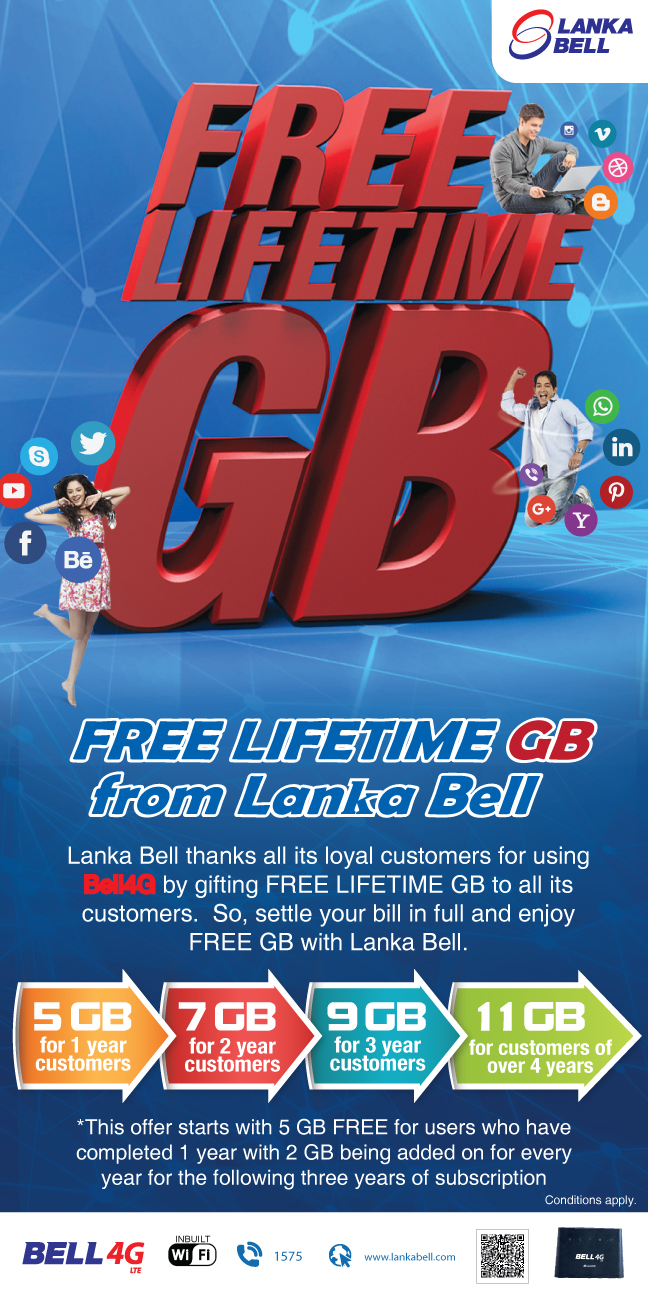 LANKA
BELL
FREE
LIFETIME
GB
Bē
G+
in
Y
FREE LIFETIME GB
from Lanka Bell
Lanka Bell thanks all its loyal customers for using
Bell4G by gifting FREE LIFETIME GB to all its
customers. So, settle your bill in full and enjoy
FREE GB with Lanka Bell.
5 GB
for 1 year
customers
7 GB
for 2 year
customers
9 GB
for 3 year
customers
11 GB
for customers of
over 4 years
*This offer starts with 5 GB FREE for users who have
completed 1 year with 2 GB being added on for every
year for the following three years of subscription
Conditions apply.
BELL 4G
LTE
INBUILT
Wi Fi
1575
www.lankabell.com
BELL 4G